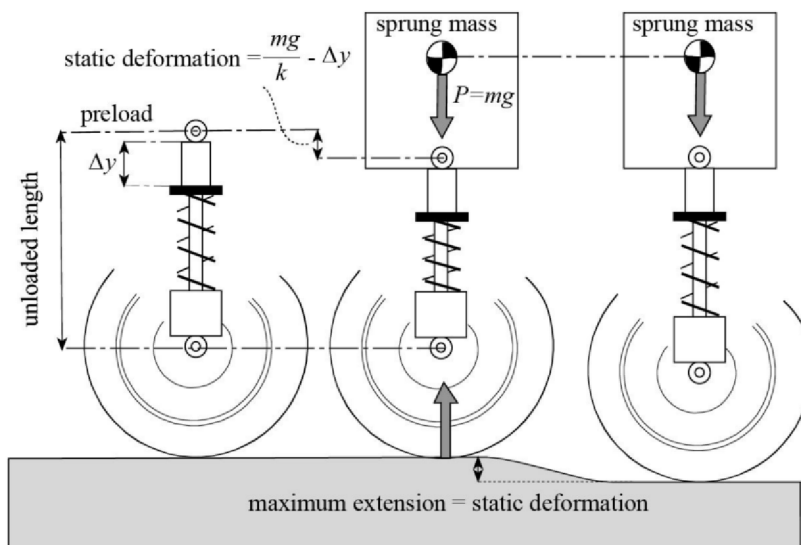 sprung mass
sprung mass
static deformation = mg/k - Δy
P=mg
preload
Δy
unloaded length
maximum extension = static deformation